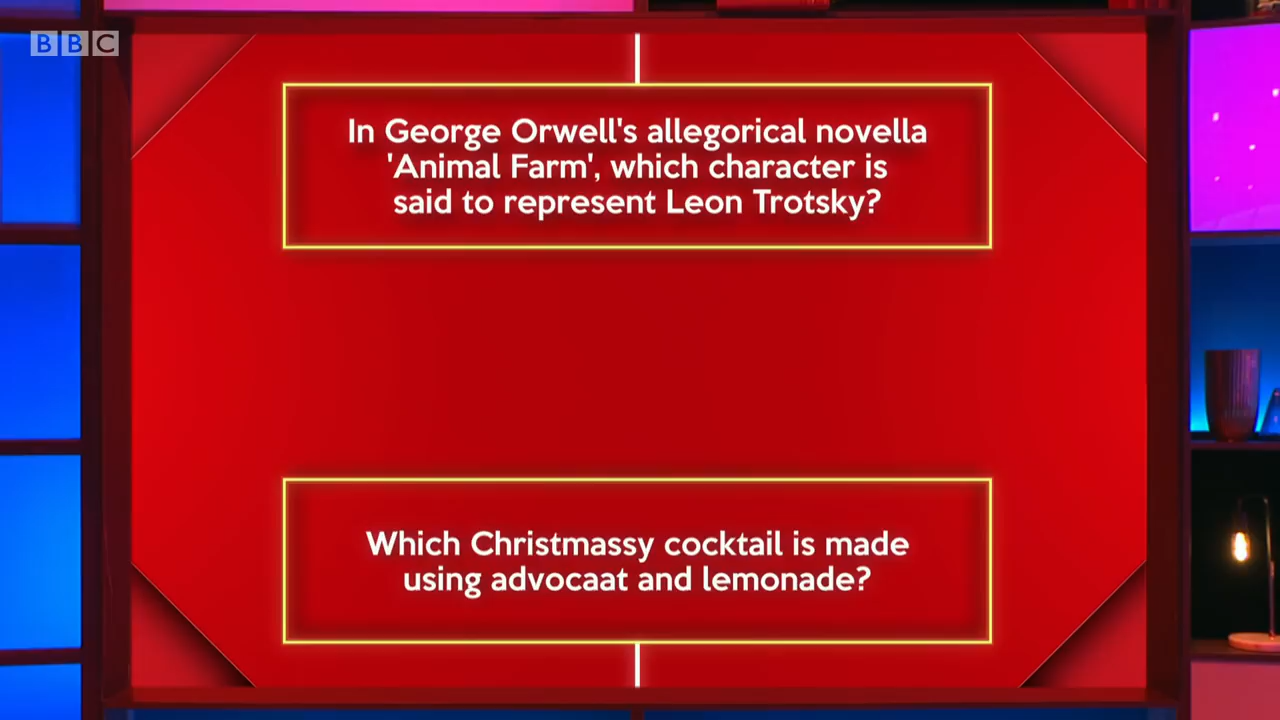 BBC
In George Orwell's allegorical novella
'Animal Farm', which character is
said to represent Leon Trotsky?
Which Christmassy cocktail is made
using advocaat and lemonade?